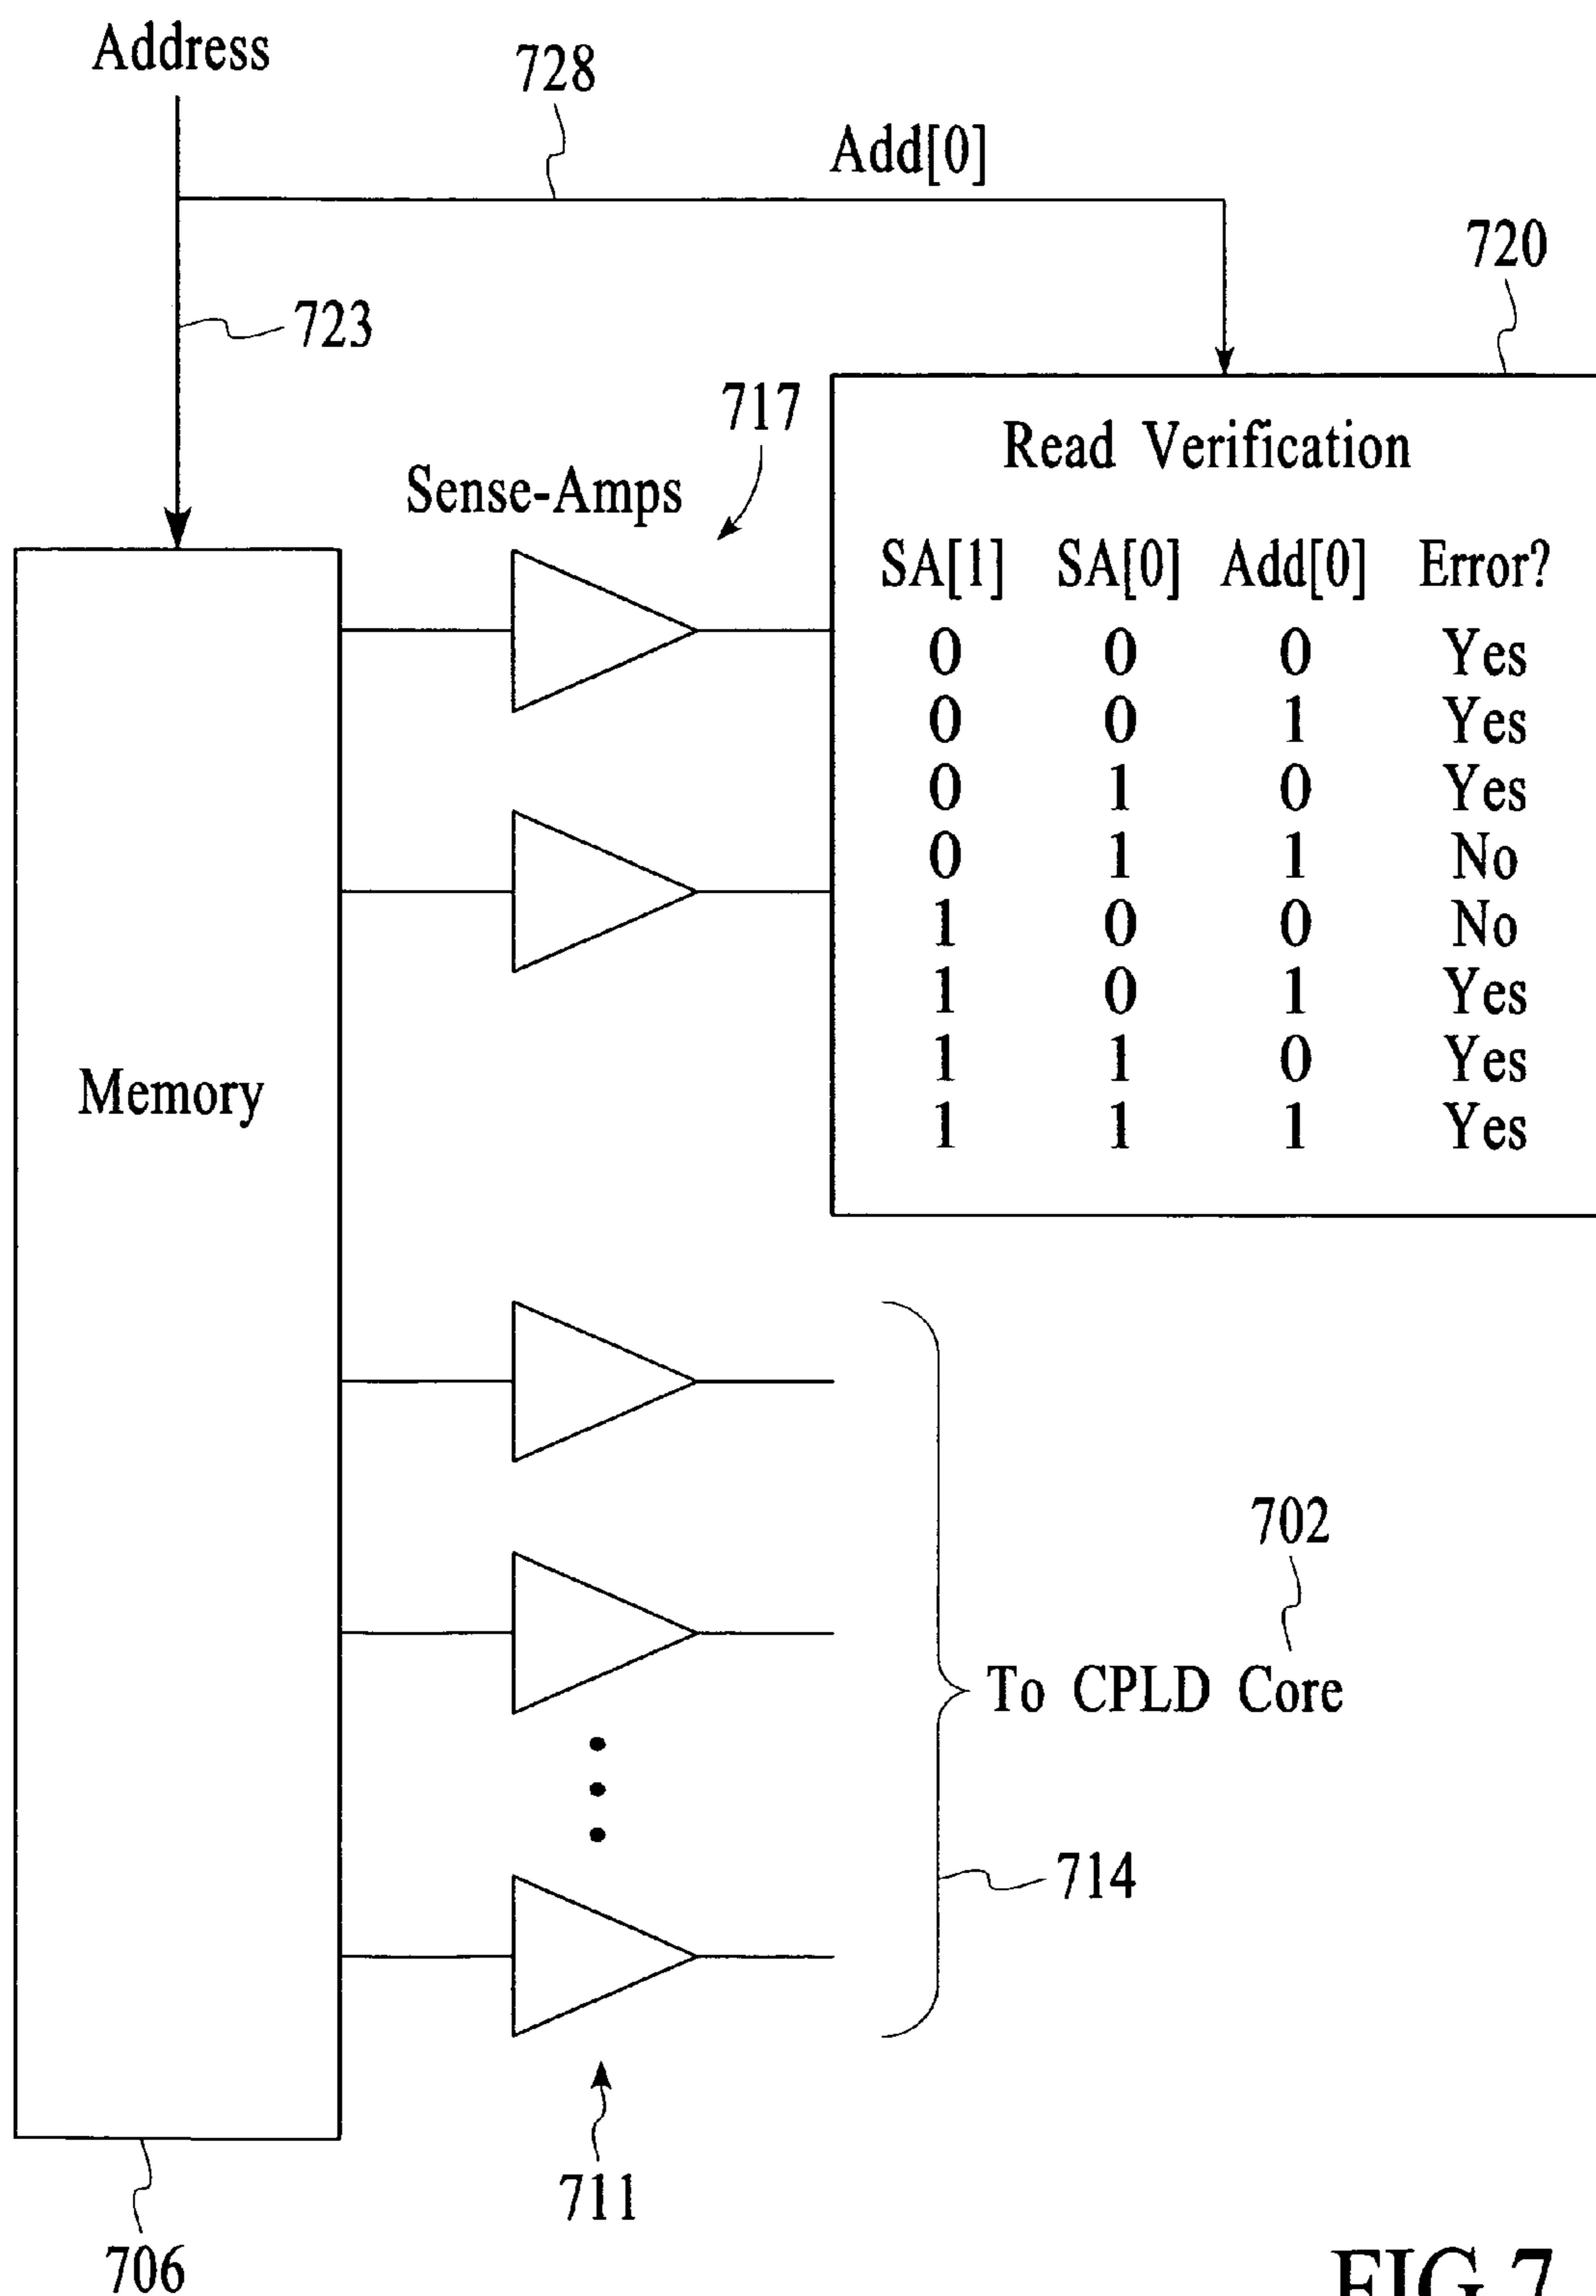 Address
728
Add[0]
720
723
717
Read Verification
Sense-Amps
SA[1] SA[0] Add[0] Error?
0 0 0 Yes
0 0 1 Yes
0 1 0 Yes
0 1 1 No
1 0 0 No
1 0 1 Yes
1 1 0 Yes
1 1 1 Yes
Memory
702
To CPLD Core
714
711
706
FIG 7